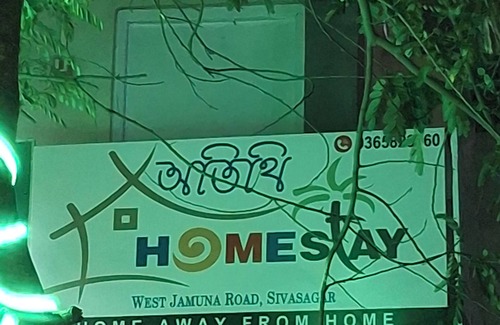 অতিথি
HOMEStAY
WEST JAMUNA ROAD, SIVASAGAR
HOME AWAY FROM HOME